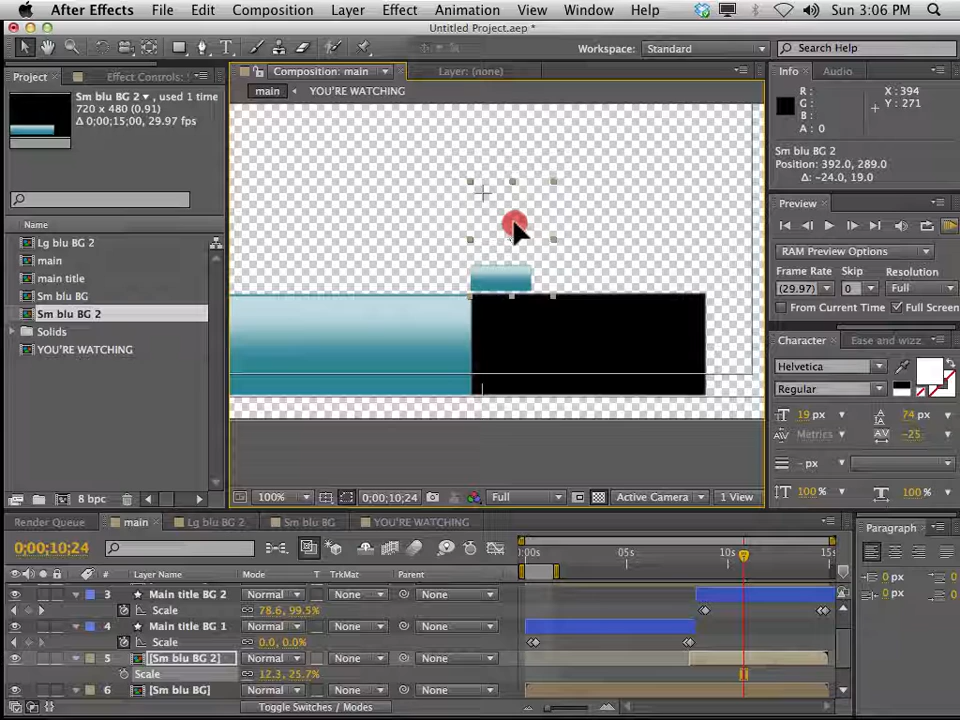 After Effects File Edit Composition Layer Effect Animation View Window Help Sun 3:06 PM
Untitled Project.aep *
Workspace: Standard Search Help
Project Effect Controls: Composition: main Layer: (none) Info Audio
main YOU'RE WATCHING
Sm blu BG 2 , used 1 time
720 x 480 (0.91)
Δ 0;00;15;00, 29.97 fps
R : X : 394
G : Y : 271
B :
A : 0
Sm blu BG 2
Position: 392.0, 289.0
Δ: -24.0, 19.0
Preview
Name
Lg blu BG 2
main
main title
Sm blu BG
Sm blu BG 2
Solids
YOU'RE WATCHING
RAM Preview Options
Frame Rate Skip Resolution
(29.97) 0 Full
From Current Time Full Screen
Character Ease and wizz
Helvetica
Regular
19 px 74 px
Metrics -25
- px
100 % 100 %
8 bpc 100% 0;00;10;24 Full Active Camera 1 View
Render Queue main Lg blu BG 2 Sm blu BG YOU'RE WATCHING
Paragraph
0;00;10;24
0:00s 05s 10s 15s
# Layer Name Mode T TrkMat Parent
3 Main title BG 2 Normal None None
Scale 78.6, 99.5%
4 Main title BG 1 Normal None None
Scale 0.0, 0.0%
5 [Sm blu BG 2] Normal None None
Scale 12.3, 25.7%
6 [Sm blu BG] Normal None None
Toggle Switches / Modes
0 px 0 px
0 px
0 px 0 px